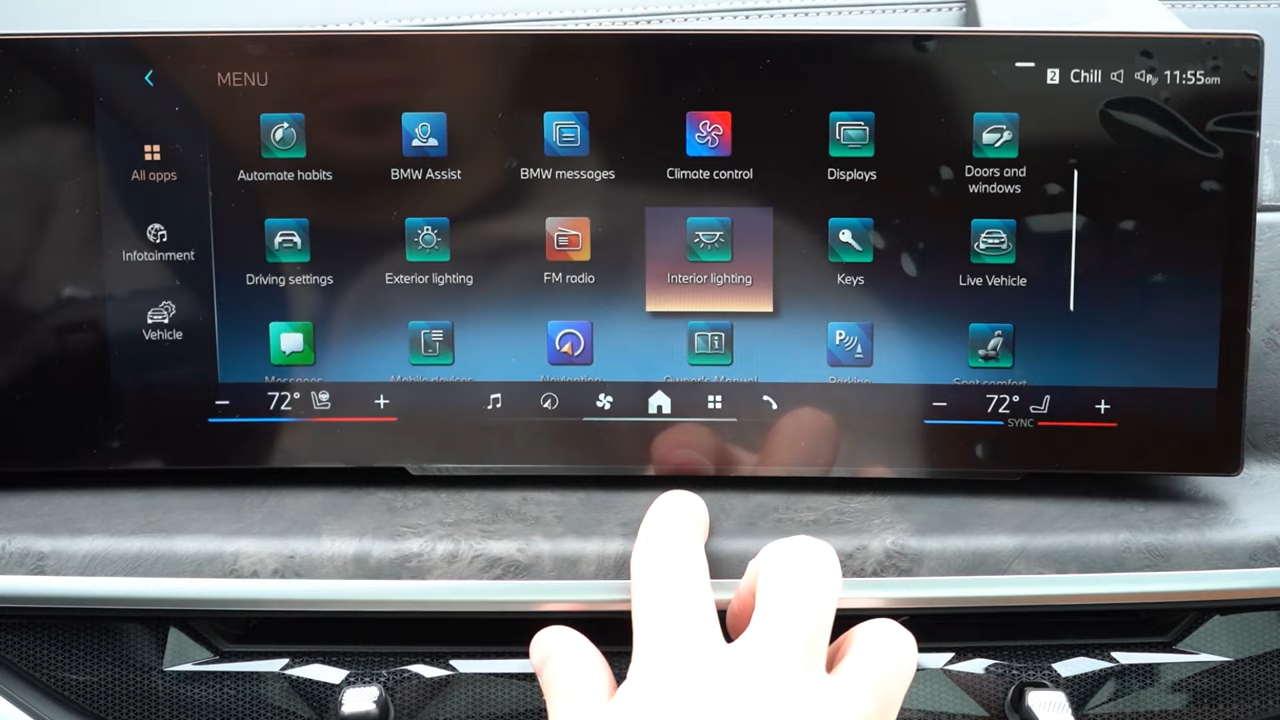 MENU
2 Chill 11:55am
All apps
Infotainment
Vehicle
Automate habits
BMW Assist
BMW messages
Climate control
Displays
Doors and
windows
Driving settings
Exterior lighting
FM radio
Interior lighting
Keys
Live Vehicle
Messages
Mobile devices
Navigation
Owner's Manual
Parking
Seat comfort
− 72° +
− 72° +
SYNC